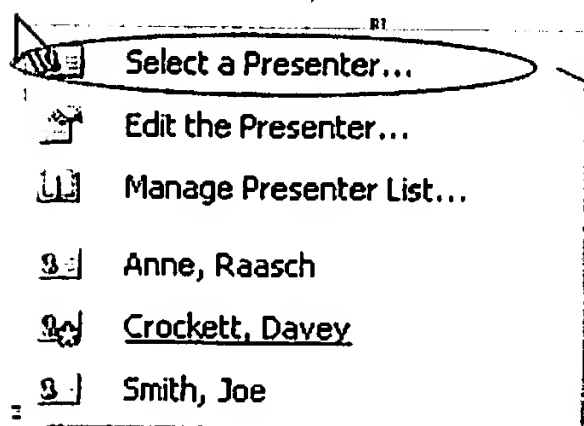 Select a Presenter...
Edit the Presenter...
Manage Presenter List...
Anne, Raasch
Crockett, Davey
Smith, Joe